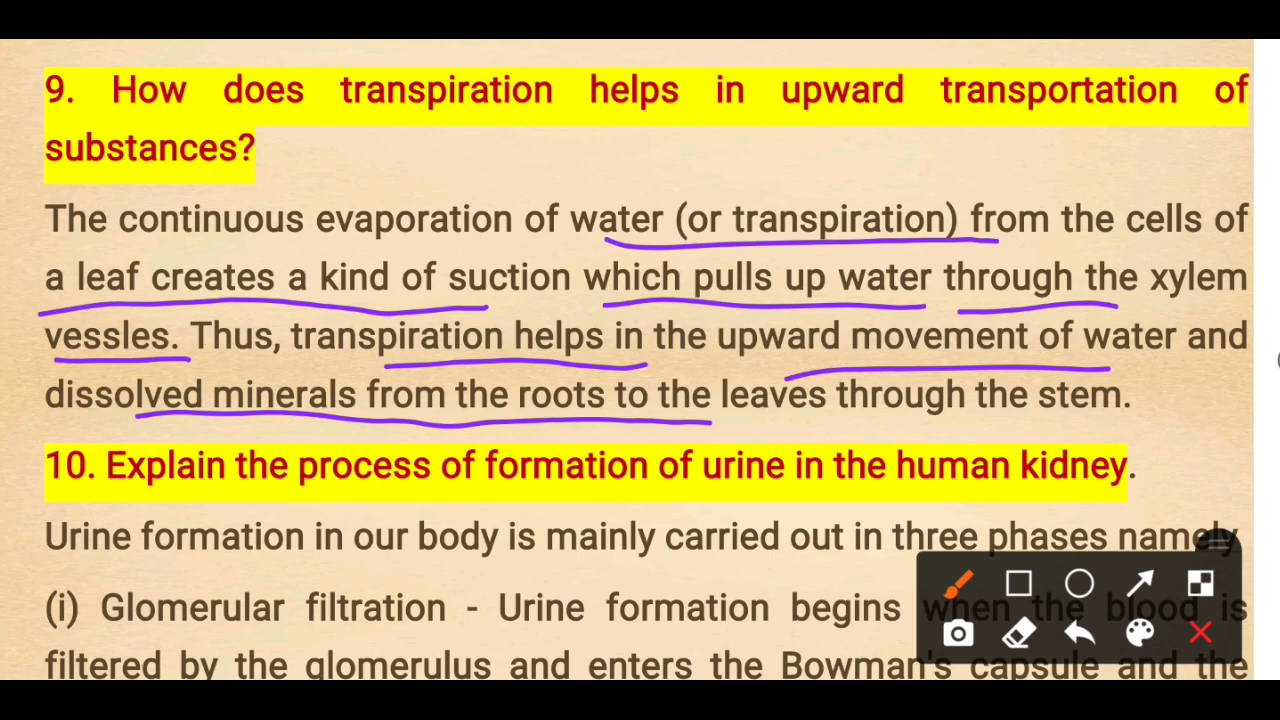 9. How does transpiration helps in upward transportation of
substances?
The continuous evaporation of water (or transpiration) from the cells of
a leaf creates a kind of suction which pulls up water through the xylem
vessles. Thus, transpiration helps in the upward movement of water and
dissolved minerals from the roots to the leaves through the stem.
10. Explain the process of formation of urine in the human kidney.
Urine formation in our body is mainly carried out in three phases namely
(i) Glomerular filtration - Urine formation begins when the blood is
filtered by the glomerulus and enters the Bowman's capsule and the